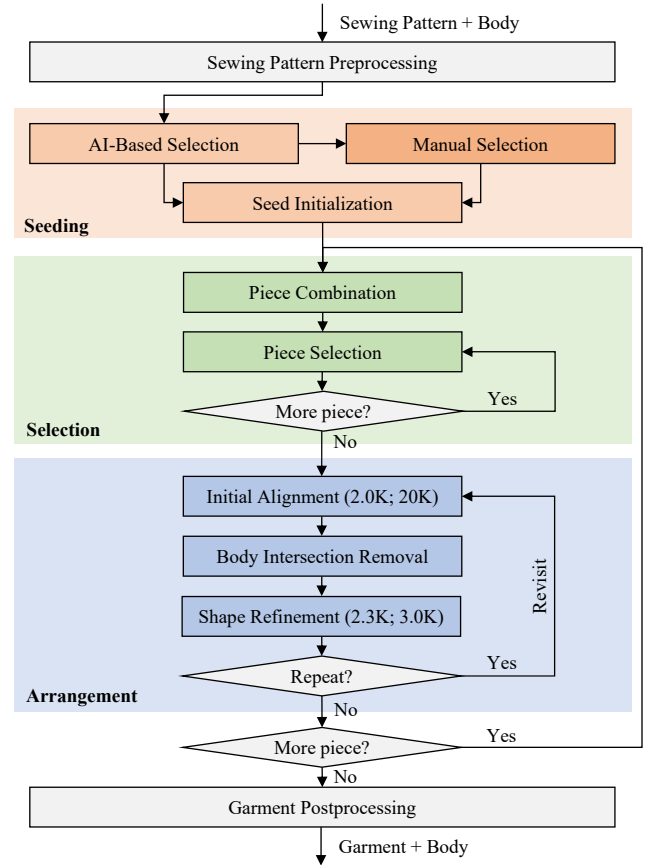 Sewing Pattern + Body
Sewing Pattern Preprocessing
AI-Based Selection
Manual Selection
Seed Initialization
Seeding
Piece Combination
Piece Selection
More piece?
Yes
Selection
No
Initial Alignment (2.0K; 20K)
Body Intersection Removal
Revisit
Shape Refinement (2.3K; 3.0K)
Repeat?
Yes
Arrangement
No
More piece?
Yes
No
Garment Postprocessing
Garment + Body